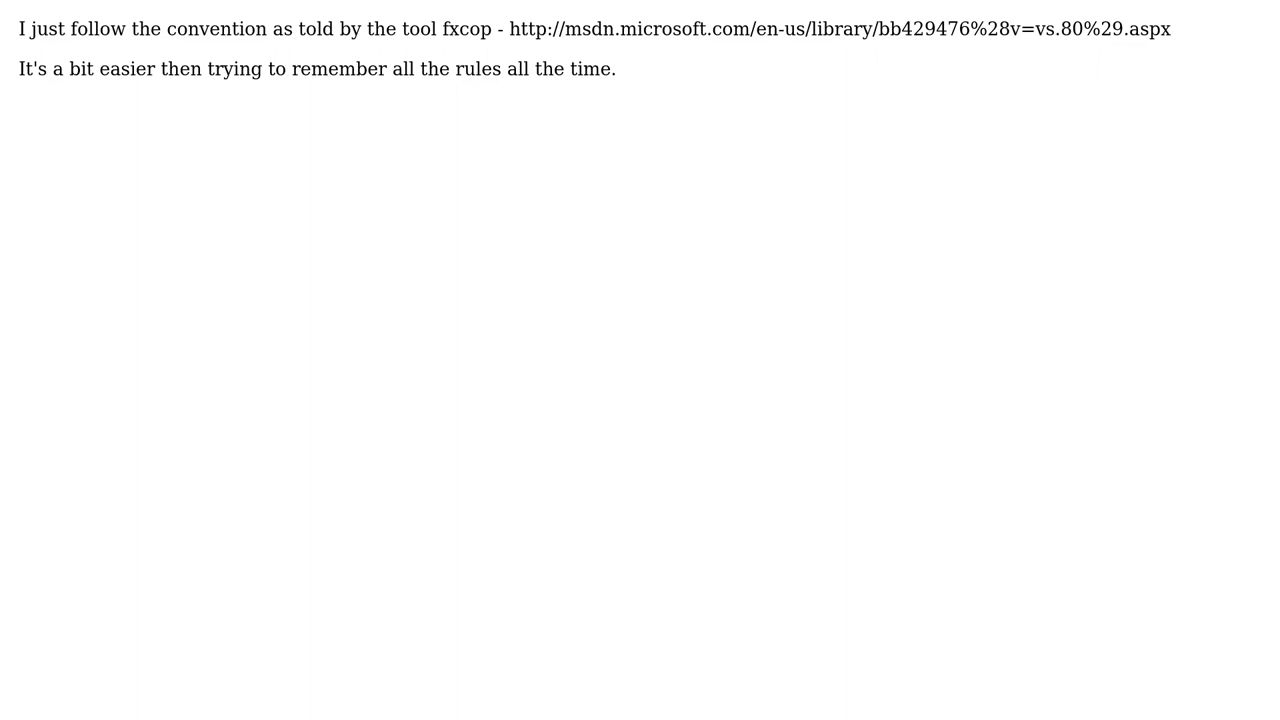 I just follow the convention as told by the tool fxcop - http://msdn.microsoft.com/en-us/library/bb429476%28v=vs.80%29.aspx
It's a bit easier then trying to remember all the rules all the time.